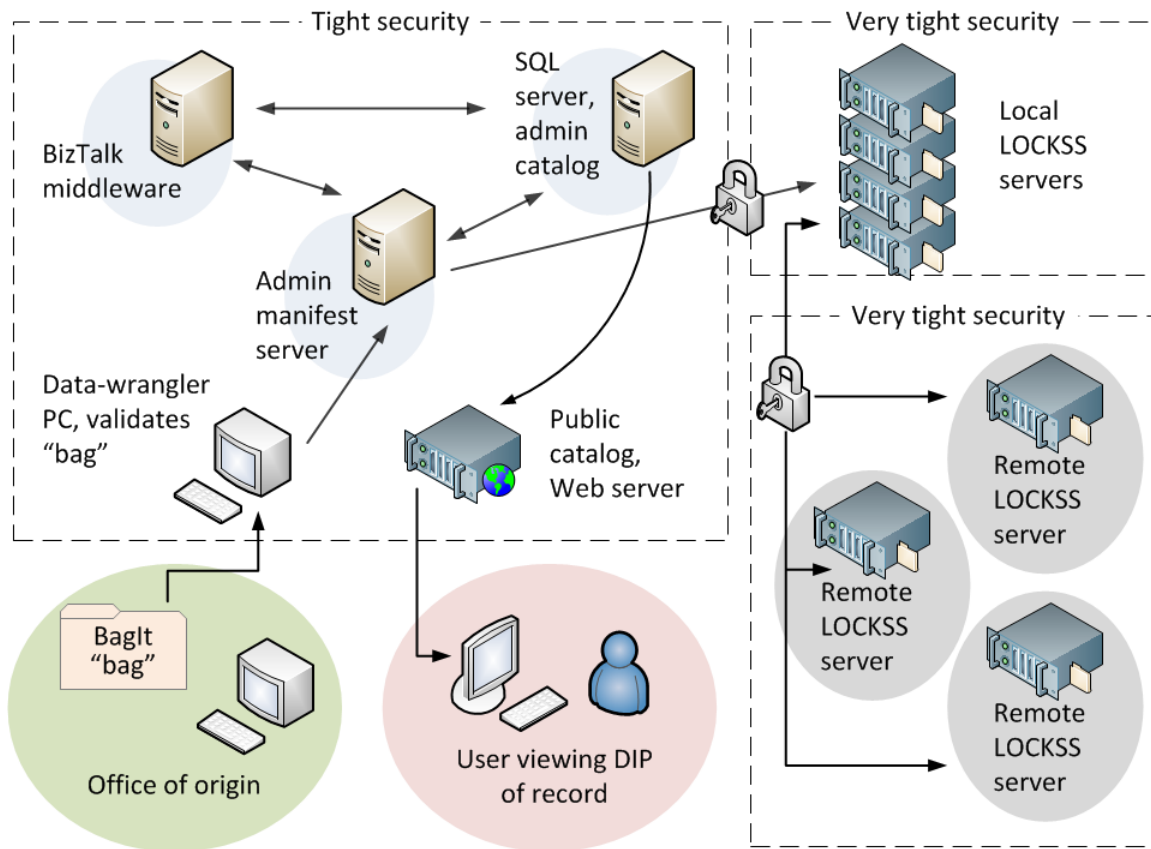 Tight security
BizTalk
middleware
SQL
server,
admin
catalog
Admin
manifest
server
Data-wrangler
PC, validates
“bag”
Public
catalog,
Web server
BagIt
“bag”
Office of origin
User viewing DIP
of record
Very tight security
Local
LOCKSS
servers
Very tight security
Remote
LOCKSS
server
Remote
LOCKSS
server
Remote
LOCKSS
server